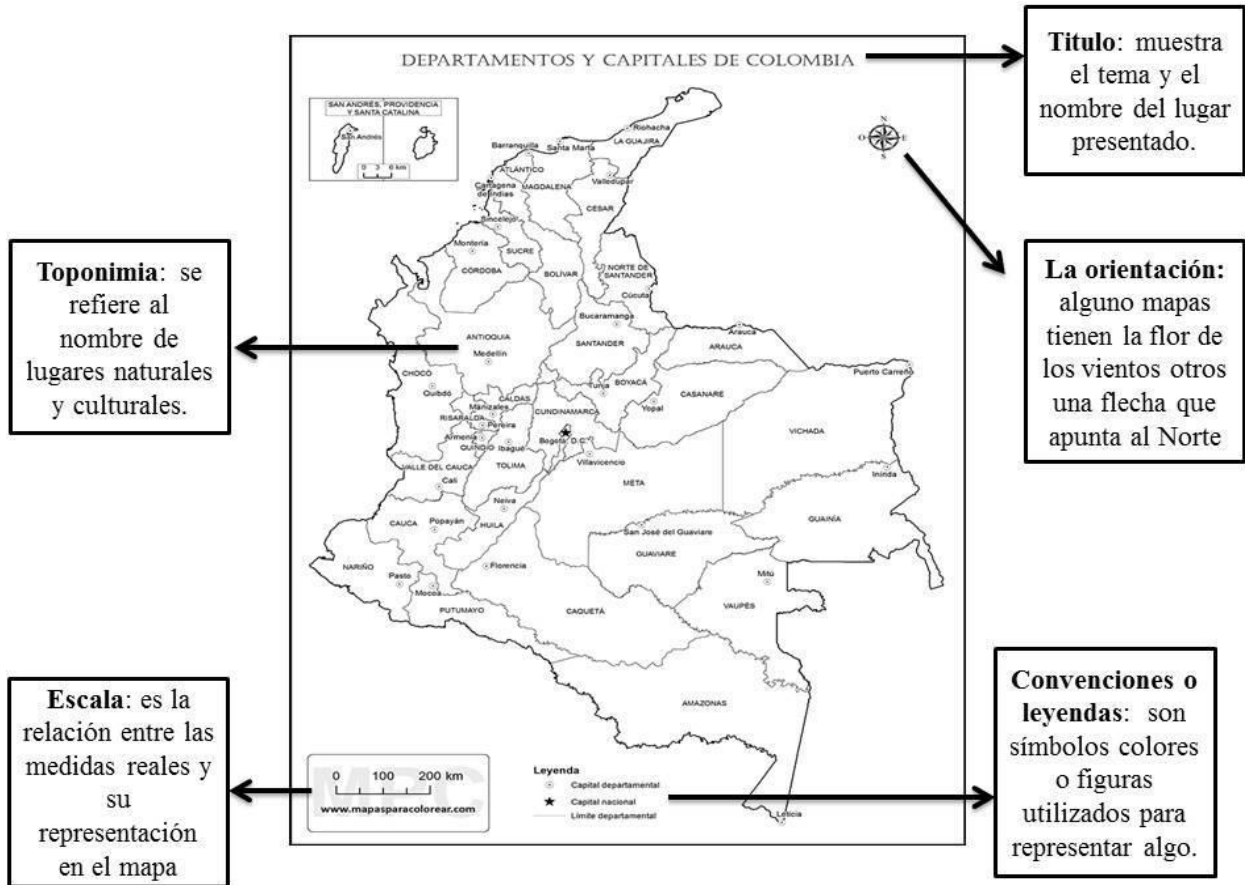 DEPARTAMENTOS Y CAPITALES DE COLOMBIA
Titulo: muestra
el tema y el
nombre del lugar
presentado.
SAN ANDRÉS, PROVIDENCIA
Y SANTA CATALINA
San Andrés
0 3 6 km
N
O E
S
Riohacha
LA GUAJIRA
Santa Marta
Barranquilla
ATLÁNTICO
MAGDALENA
Valledupar
Cartagena
de Indias
CESAR
Sincelejo
Montería
SUCRE
CÓRDOBA
BOLÍVAR
NORTE DE
SANTANDER
Cúcuta
Toponimia: se
refiere al
nombre de
lugares naturales
y culturales.
La orientación:
alguno mapas
tienen la flor de
los vientos otros
una flecha que
apunta al Norte
Bucaramanga
Arauca
ANTIOQUIA
SANTANDER
ARAUCA
Medellín
CHOCÓ
Puerto Carreño
Quibdó
Tunja
BOYACÁ
CASANARE
CALDAS
Manizales
CUNDINAMARCA
Yopal
RISARALDA
Pereira
Armenia
QUINDIO
Ibagué
Bogotá, D.C.
VICHADA
Villavicencio
VALLE DEL CAUCA
TOLIMA
Inírida
Cali
META
Neiva
CAUCA
Popayán
HUILA
San José del Guaviare
GUAINÍA
GUAVIARE
NARIÑO
Pasto
Florencia
Mitú
Mocoa
PUTUMAYO
CAQUETÁ
VAUPÉS
AMAZONAS
Leticia
Escala: es la
relación entre las
medidas reales y
su
representación
en el mapa
MPC
0 100 200 km
www.mapasparacolorear.com
Leyenda
Capital departamental
Capital nacional
Límite departamental
Convenciones o
leyendas: son
símbolos colores
o figuras
utilizados para
representar algo.